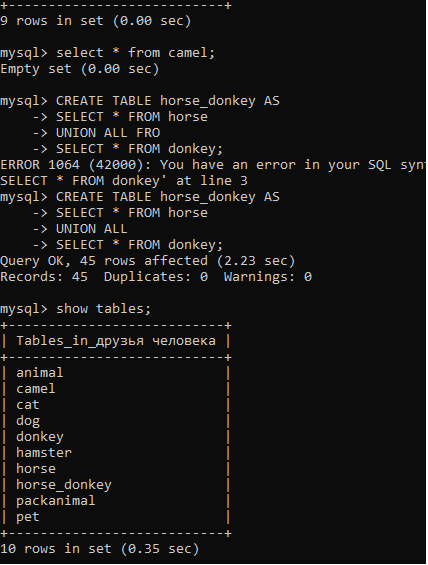 +---------------------------+
9 rows in set (0.00 sec)
mysql> select * from camel;
Empty set (0.00 sec)
mysql> CREATE TABLE horse_donkey AS
    -> SELECT * FROM horse
    -> UNION ALL FRO
    -> SELECT * FROM donkey;
ERROR 1064 (42000): You have an error in your SQL synt
SELECT * FROM donkey' at line 3
mysql> CREATE TABLE horse_donkey AS
    -> SELECT * FROM horse
    -> UNION ALL
    -> SELECT * FROM donkey;
Query OK, 45 rows affected (2.23 sec)
Records: 45  Duplicates: 0  Warnings: 0
mysql> show tables;
+---------------------------+
| Tables_in_друзья человека |
+---------------------------+
| animal                    |
| camel                     |
| cat                       |
| dog                       |
| donkey                    |
| hamster                   |
| horse                     |
| horse_donkey              |
| packanimal                |
| pet                       |
+---------------------------+
10 rows in set (0.35 sec)